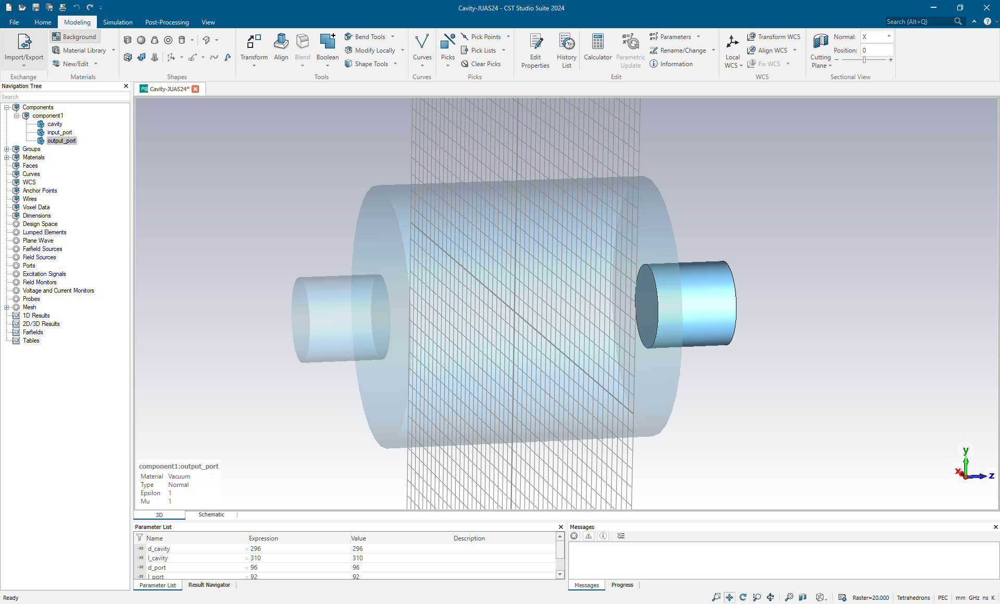 Cavity-JUAS24 - CST Studio Suite 2024
File Home Modeling Simulation Post-Processing View Search (Alt+Q)
Import/Export
Exchange
Background
Material Library
New/Edit
Materials
Shapes
Transform Align Blend Boolean
Bend Tools
Modify Locally
Shape Tools
Tools
Curves
Curves
Picks
Pick Points
Pick Lists
Clear Picks
Picks
Edit Properties
History List
Calculator
Parametric Update
Parameters
Rename/Change
Information
Edit
Local WCS
Transform WCS
Align WCS
Fix WCS
WCS
Cutting Plane
Normal: X
Position: 0
Sectional View
Navigation Tree
Search
Components
component1
cavity
input_port
output_port
Groups
Materials
Faces
Curves
WCS
Anchor Points
Wires
Voxel Data
Dimensions
Design Space
Lumped Elements
Plane Wave
Farfield Sources
Field Sources
Ports
Excitation Signals
Field Monitors
Voltage and Current Monitors
Probes
Mesh
1D Results
2D/3D Results
Farfields
Tables
Cavity-JUAS24*
component1:output_port
Material Vacuum
Type Normal
Epsilon 1
Mu 1
y
x
z
3D Schematic
Parameter List
Name Expression Value Description
d_cavity = 296 296
l_cavity = 310 310
d_port = 96 96
l_port = 92 92
Parameter List Result Navigator
Messages
Messages Progress
Ready
Raster=20.000 Tetrahedrons PEC mm GHz ns K